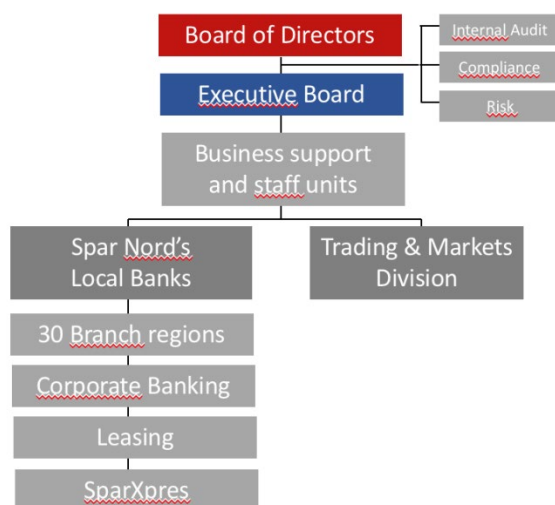 Board of Directors
Internal Audit
Compliance
Risk
Executive Board
Business support
and staff units
Spar Nord's
Local Banks
Trading & Markets
Division
30 Branch regions
Corporate Banking
Leasing
SparXpres